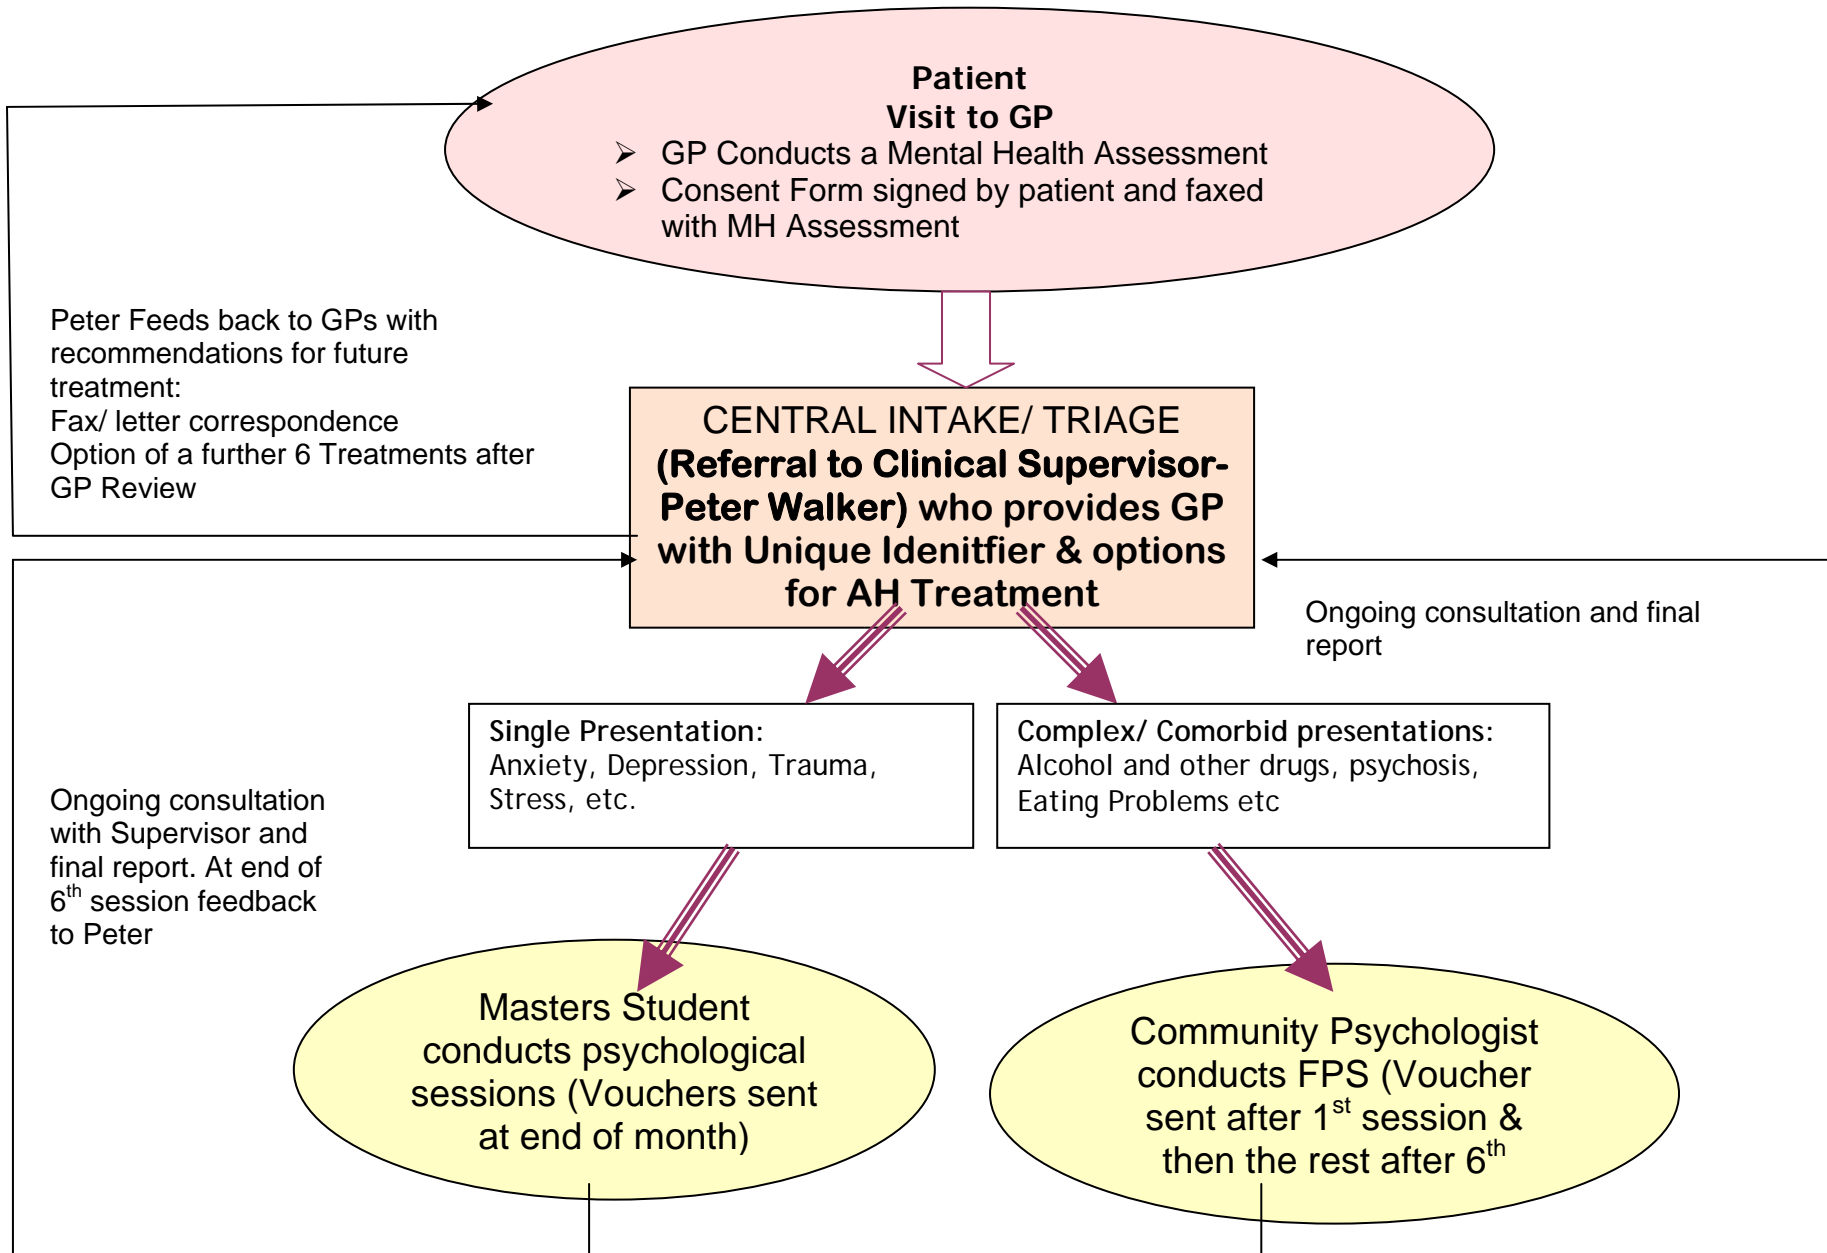 Patient
Visit to GP
➢ GP Conducts a Mental Health Assessment
➢ Consent Form signed by patient and faxed
with MH Assessment
Peter Feeds back to GPs with
recommendations for future
treatment:
Fax/ letter correspondence
Option of a further 6 Treatments after
GP Review
CENTRAL INTAKE/ TRIAGE
(Referral to Clinical Supervisor-
Peter Walker) who provides GP
with Unique Idenitfier & options
for AH Treatment
Ongoing consultation and final
report
Single Presentation:
Anxiety, Depression, Trauma,
Stress, etc.
Complex/ Comorbid presentations:
Alcohol and other drugs, psychosis,
Eating Problems etc
Ongoing consultation
with Supervisor and
final report. At end of
6th session feedback
to Peter
Masters Student
conducts psychological
sessions (Vouchers sent
at end of month)
Community Psychologist
conducts FPS (Voucher
sent after 1st session &
then the rest after 6th